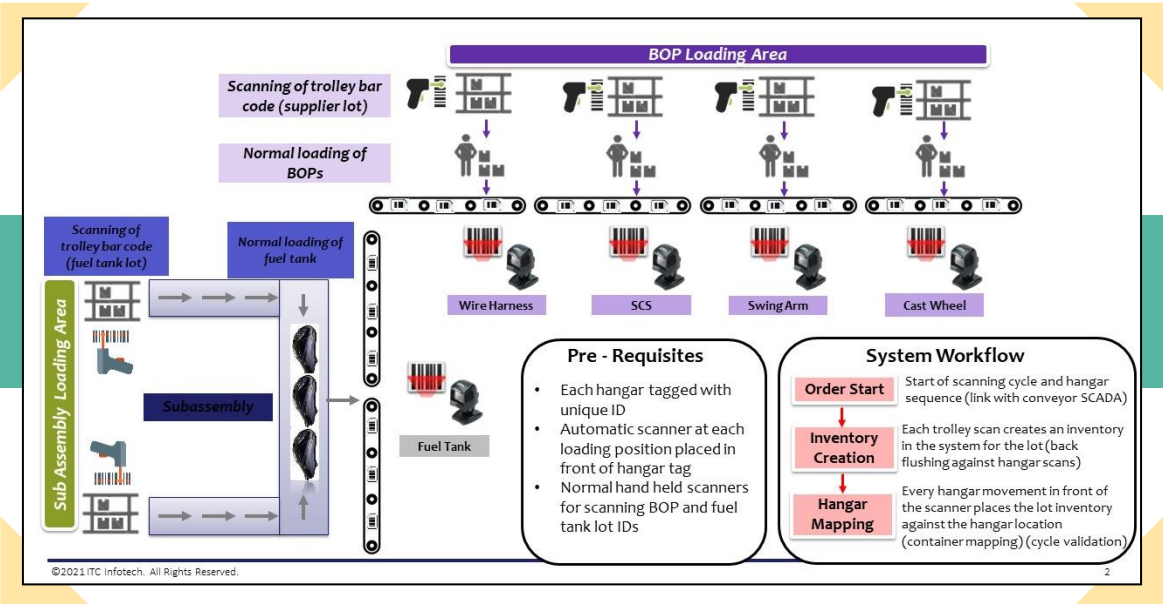 BOP Loading Area
Scanning of trolley bar
code (supplier lot)
Normal loading of
BOPs
Scanning of
trolley bar code
(fuel tank lot)
Normal loading of
fuel tank
Sub Assembly Loading Area
Subassembly
Wire Harness
SCS
Swing Arm
Cast Wheel
Fuel Tank
Pre - Requisites
• Each hangar tagged with
unique ID
• Automatic scanner at each
loading position placed in
front of hangar tag
• Normal hand held scanners
for scanning BOP and fuel
tank lot IDs
System Workflow
Order Start
Start of scanning cycle and hangar
sequence (link with conveyor SCADA)
Inventory
Creation
Each trolley scan creates an inventory
in the system for the lot (back
flushing against hangar scans)
Hangar
Mapping
Every hangar movement in front of
the scanner places the lot inventory
against the hangar location
(container mapping) (cycle validation)
©2021 ITC Infotech. All Rights Reserved.
2